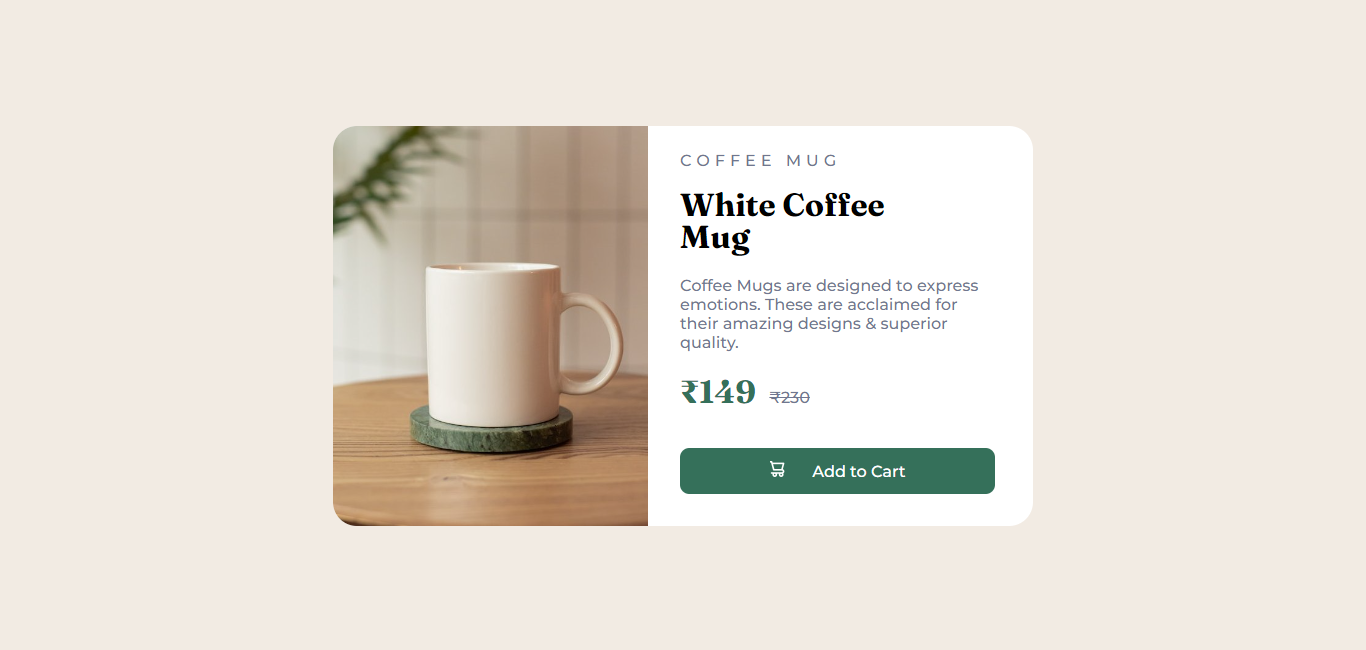 COFFEE MUG
White Coffee
Mug
Coffee Mugs are designed to express
emotions. These are acclaimed for
their amazing designs & superior
quality.
₹149 ₹230
Add to Cart